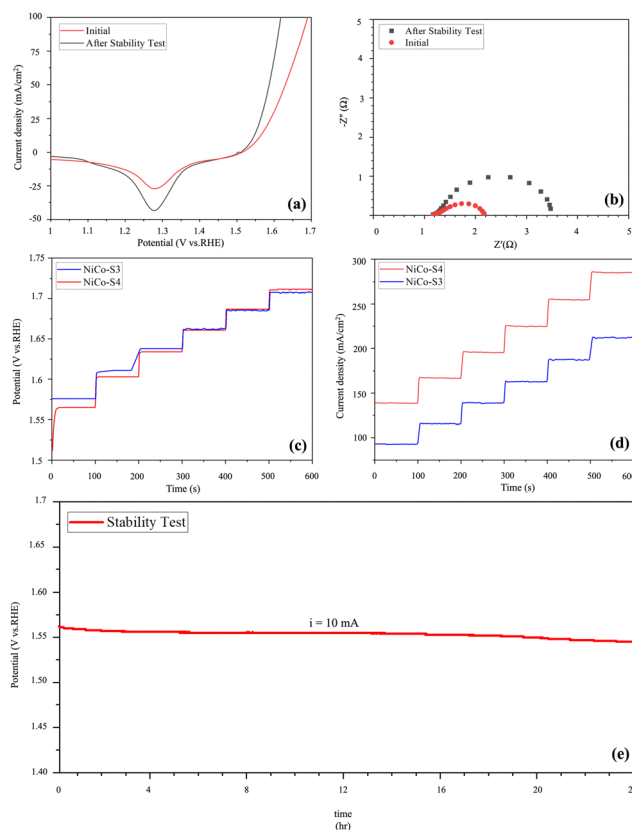 100
75
50
25
0
-25
50
Current density (mA/cm²)
Initial
After Stability Test
(a)
1
1.1
1.2
1.3
1.4
1.5
1.6
1.7
Potential (V vs.RHE)
5
4
3
2
1
0
-Z" (Ω)
After Stability Test
Initial
(b)
0
1
2
3
4
5
Z'(Ω)
1.75
1.7
1.65
1.6
1.55
1.5
Potential (V vs.RHE)
NiCo-S3
NiCo-S4
(c)
0
100
200
300
400
500
600
Time (s)
300
250
200
150
100
Current density (mA/cm²)
NiCo-S4
NiCo-S3
(d)
0
100
200
300
400
500
Time (s)
1.7
1.65
1.60
1.55
1.50
1.45
1.40
Potential (V vs.RHE)
Stability Test
i = 10 mA
(e)
0
4
8
12
16
20
time
(hr)